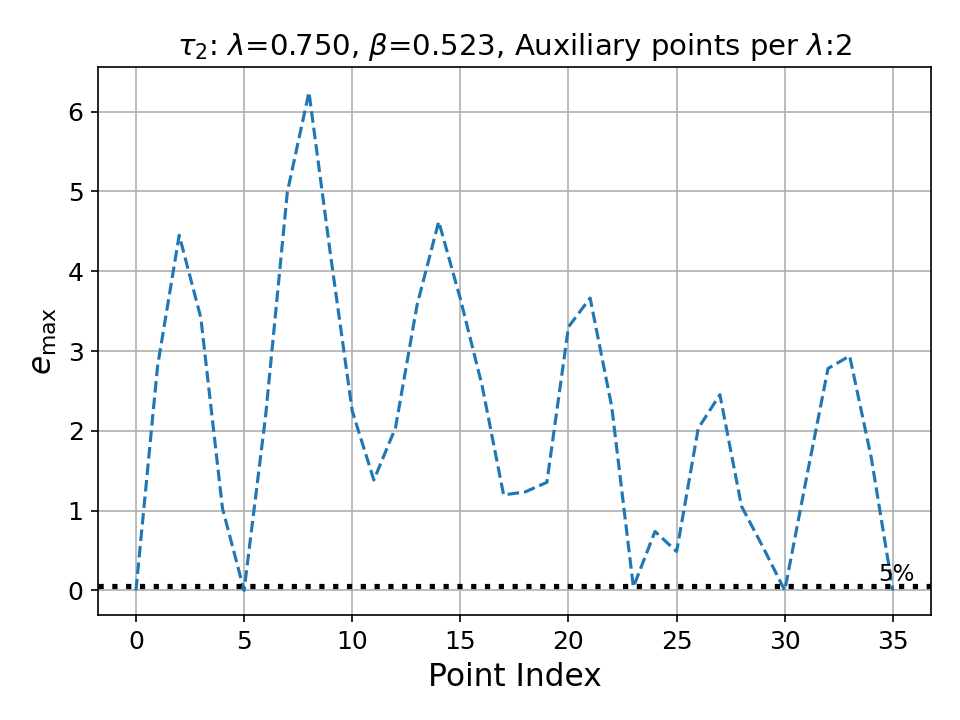 τ₂: λ=0.750, β=0.523, Auxiliary points per λ:2
6
5
4
3
2
1
0
e_max
5%
0 5 10 15 20 25 30 35
Point Index